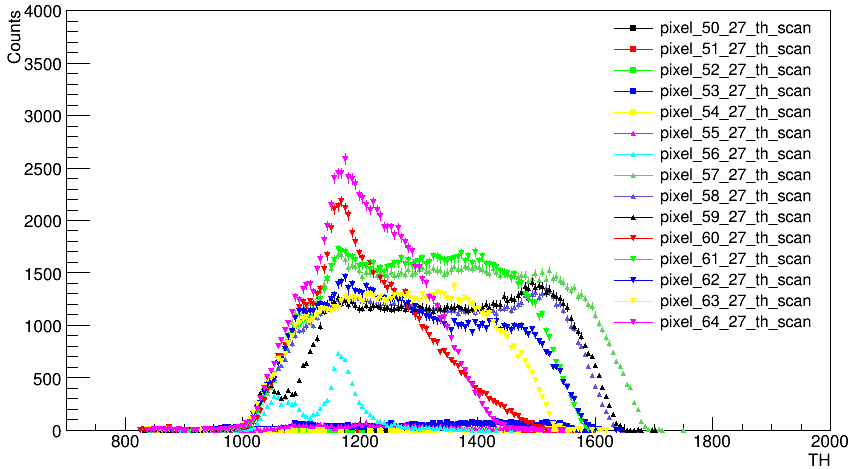 Counts
4000
3500
3000
2500
2000
1500
1000
500
0
pixel_50_27_th_scan
pixel_51_27_th_scan
pixel_52_27_th_scan
pixel_53_27_th_scan
pixel_54_27_th_scan
pixel_55_27_th_scan
pixel_56_27_th_scan
pixel_57_27_th_scan
pixel_58_27_th_scan
pixel_59_27_th_scan
pixel_60_27_th_scan
pixel_61_27_th_scan
pixel_62_27_th_scan
pixel_63_27_th_scan
pixel_64_27_th_scan
800 1000 1200 1400 1600 1800 2000
TH